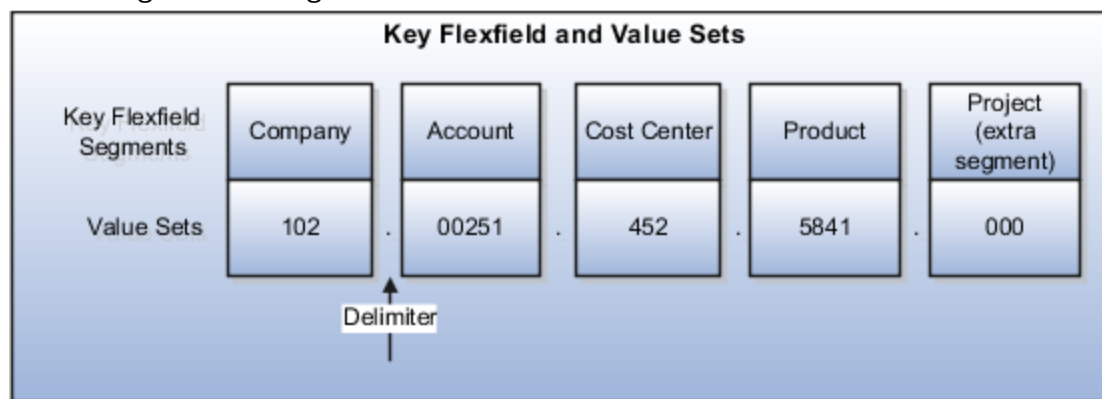 Key Flexfield and Value Sets
Key Flexfield
Segments
Company
Account
Cost Center
Product
Project
(extra
segment)
Value Sets
102 . 00251 . 452 . 5841 . 000
Delimiter